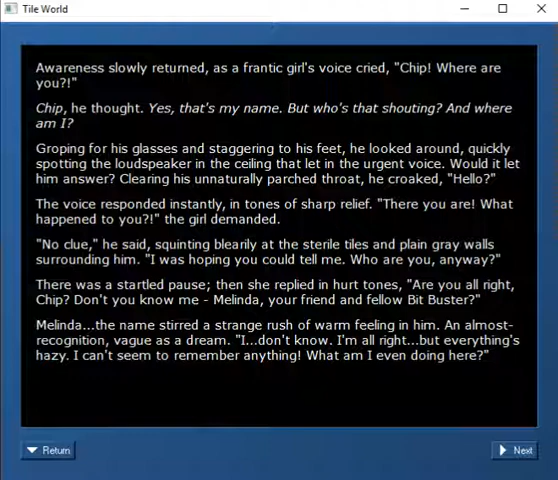 Tile World
Awareness slowly returned, as a frantic girl's voice cried, "Chip! Where are
you?!"
Chip, he thought. Yes, that's my name. But who's that shouting? And where
am I?
Groping for his glasses and staggering to his feet, he looked around, quickly
spotting the loudspeaker in the ceiling that let in the urgent voice. Would it let
him answer? Clearing his unnaturally parched throat, he croaked, "Hello?"
The voice responded instantly, in tones of sharp relief. "There you are! What
happened to you?!" the girl demanded.
"No clue," he said, squinting blearily at the sterile tiles and plain gray walls
surrounding him. "I was hoping you could tell me. Who are you, anyway?"
There was a startled pause; then she replied in hurt tones, "Are you all right,
Chip? Don't you know me - Melinda, your friend and fellow Bit Buster?"
Melinda...the name stirred a strange rush of warm feeling in him. An almost-
recognition, vague as a dream. "I...don't know. I'm all right...but everything's
hazy. I can't seem to remember anything! What am I even doing here?"
Return
Next